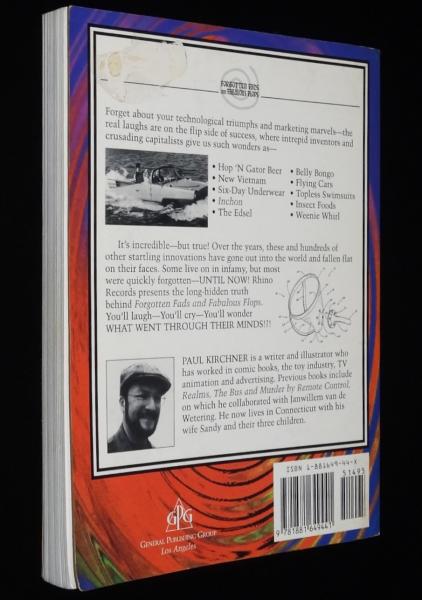 FORGOTTEN FADS
AND FABULOUS FLOPS
Forget about your technological triumphs and marketing marvels—the
real laughs are on the flip side of success, where intrepid inventors and
crusading capitalists give us such wonders as—
• Hop 'N Gator Beer
• New Vietnam
• Six-Day Underwear
• Inchon
• The Edsel
• Belly Bongo
• Flying Cars
• Topless Swimsuits
• Insect Foods
• Weenie Whirl
It's incredible—but true! Over the years, these and hundreds of
other startling innovations have gone out into the world and fallen flat
on their faces. Some live on in infamy, but most
were quickly forgotten—UNTIL NOW! Rhino
Records presents the long-hidden truth
behind Forgotten Fads and Fabulous Flops.
You'll laugh—You'll cry—You'll wonder
WHAT WENT THROUGH THEIR MINDS!?!
PAUL KIRCHNER is a writer and illustrator who
has worked in comic books, the toy industry, TV
animation and advertising. Previous books include
Realms, The Bus and Murder by Remote Control,
on which he collaborated with Janwillem van de
Wetering. He now lives in Connecticut with his
wife Sandy and their three children.
GPG
GENERAL PUBLISHING GROUP
Los Angeles
ISBN 1-881649-44-X
51495
9 781881 649441